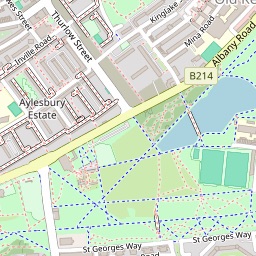 Old Ke
Kinglake
Mina Road
Thurlow Street
Inville Road
Albany Road
B214
Aylesbury
Estate
St Georges Way
Road
St Georges Way